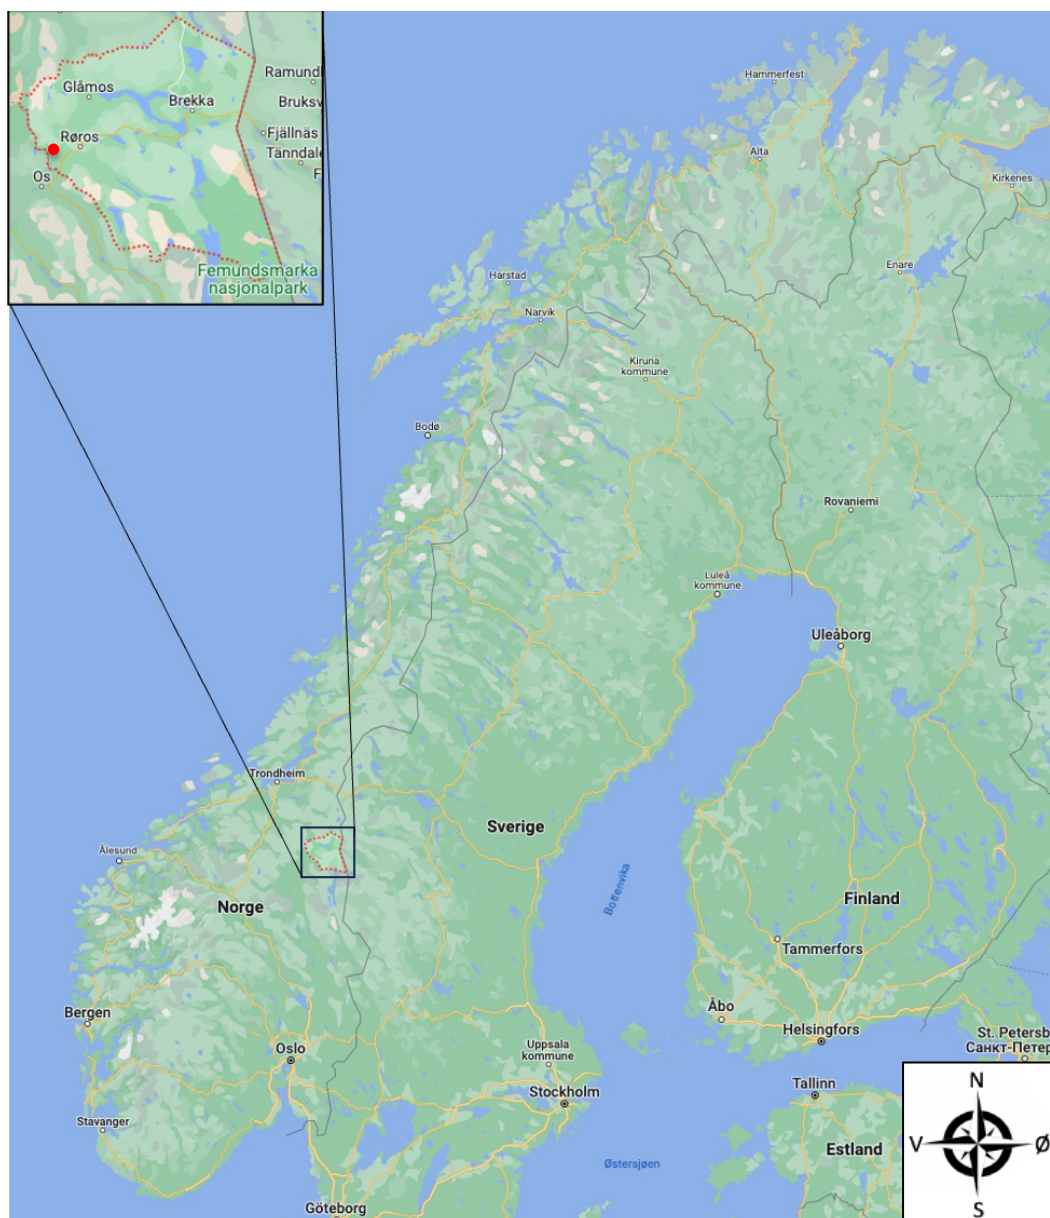 Ramund
Glåmos
Brekka
Bruksv
Fjällnäs
Røros
Tänndale
F
Os
Femundsmarka
nasjonalpark
Hammerfest
Alta
Kirkenes
Enare
Harstad
Narvik
Kiruna
kommune
Bodø
Rovaniemi
Luleå
kommune
Uleåborg
Trondheim
Sverige
Ålesund
Bottenvika
Norge
Finland
Tammerfors
Bergen
Åbo
Helsingfors
Oslo
Uppsala
kommune
St. Petersb
Санкт-Петер
Stockholm
Tallinn
Stavanger
Estland
Østersjøen
Göteborg
N
V
Ø
S